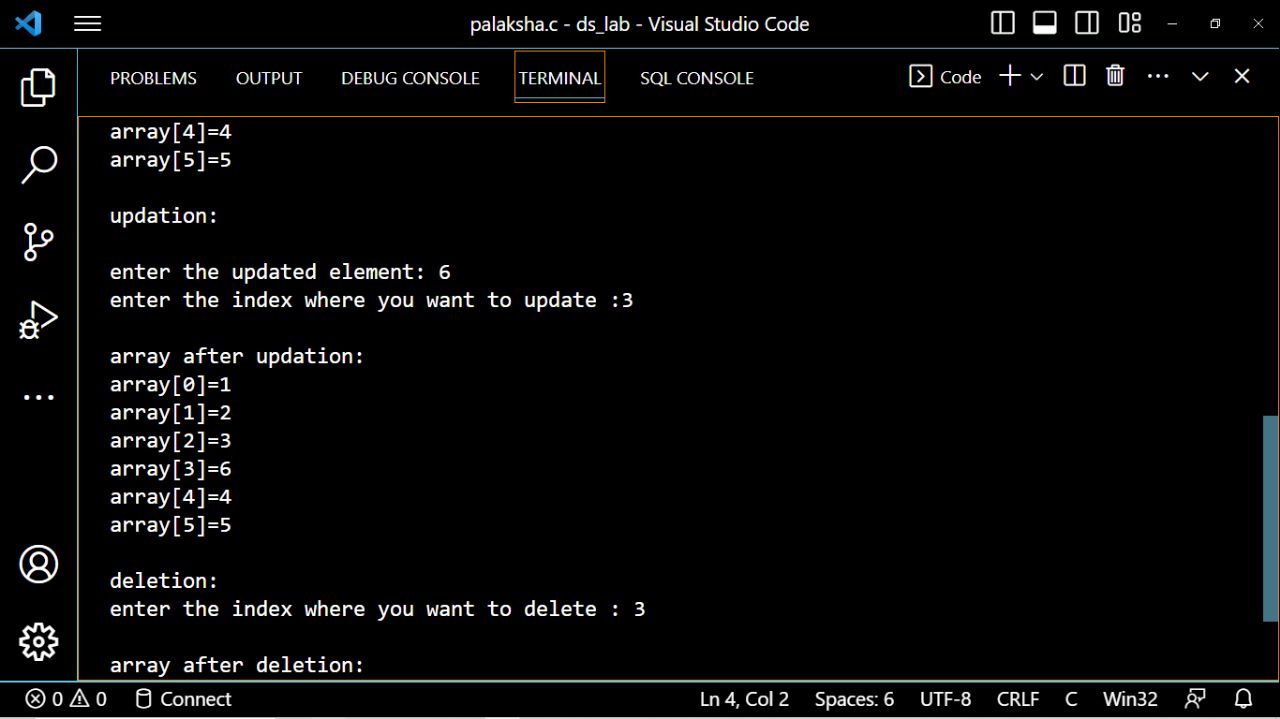 palaksha.c - ds_lab - Visual Studio Code
PROBLEMS OUTPUT DEBUG CONSOLE TERMINAL SQL CONSOLE Code
array[4]=4
array[5]=5
updation:
enter the updated element: 6
enter the index where you want to update :3
array after updation:
array[0]=1
array[1]=2
array[2]=3
array[3]=6
array[4]=4
array[5]=5
deletion:
enter the index where you want to delete : 3
array after deletion:
0 0 Connect Ln 4, Col 2 Spaces: 6 UTF-8 CRLF C Win32